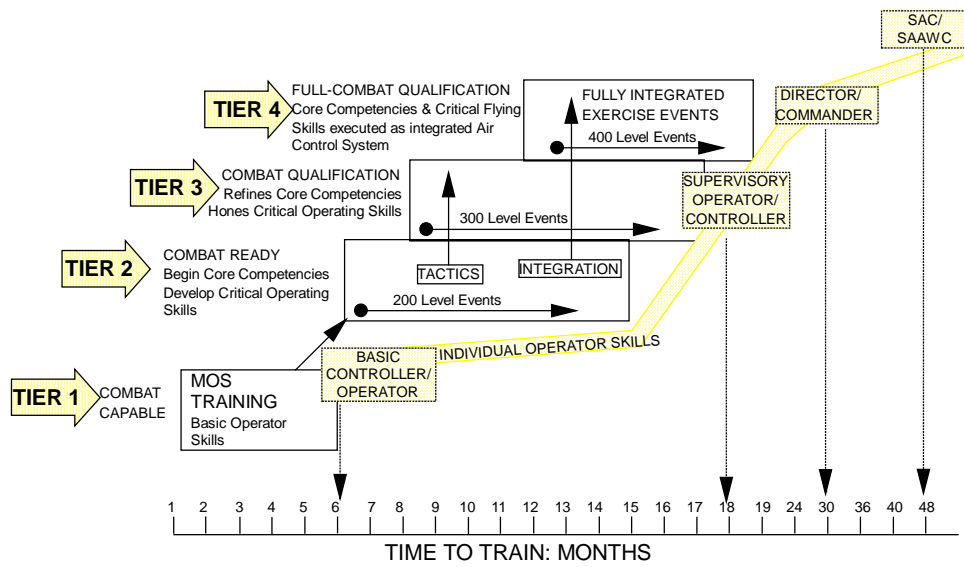 SAC/
SAAWC
TIER 4
FULL-COMBAT QUALIFICATION
Core Competencies & Critical Flying
Skills executed as integrated Air
Control System
FULLY INTEGRATED
EXERCISE EVENTS
400 Level Events
DIRECTOR/
COMMANDER
TIER 3
COMBAT QUALIFICATION
Refines Core Competencies
Hones Critical Operating Skills
300 Level Events
SUPERVISORY
OPERATOR/
CONTROLLER
TIER 2
COMBAT READY
Begin Core Competencies
Develop Critical Operating
Skills
TACTICS
INTEGRATION
200 Level Events
INDIVIDUAL OPERATOR SKILLS
TIER 1
COMBAT
CAPABLE
MOS
TRAINING
Basic Operator
Skills
BASIC
CONTROLLER/
OPERATOR
1 2 3 4 5 6 7 8 9 10 11 12 13 14 15 16 17 18 19 24 30 36 40 48
TIME TO TRAIN: MONTHS